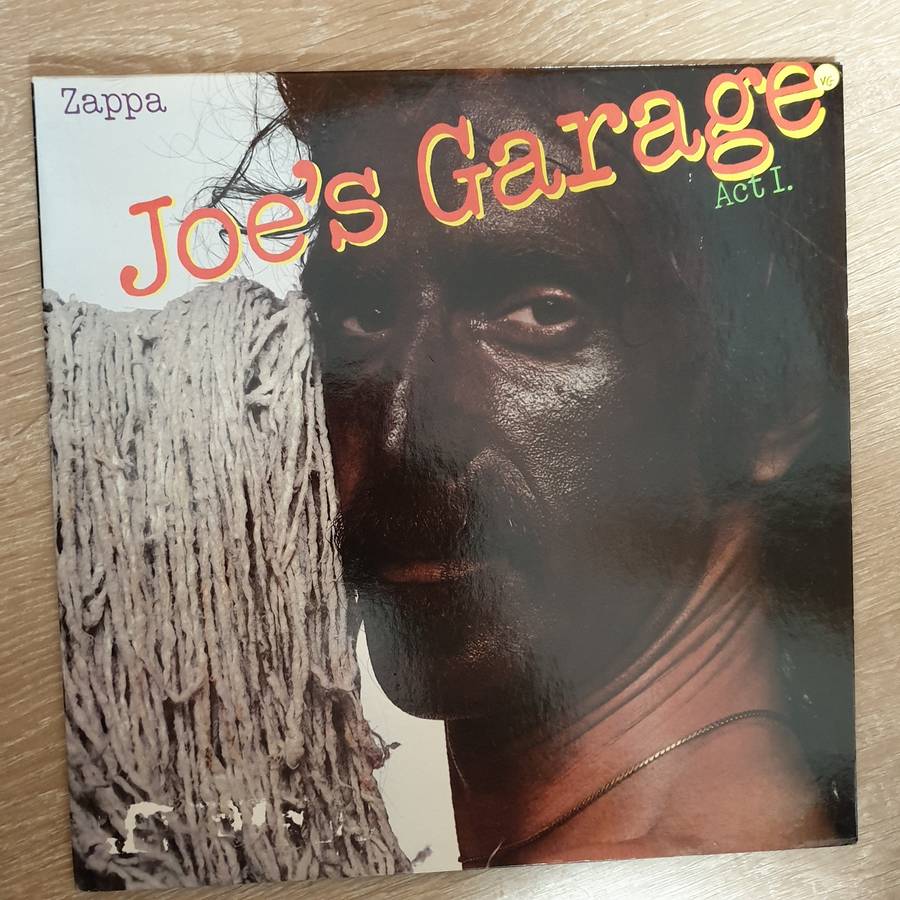 Zappa
Joe's Garage
Act I.
VG